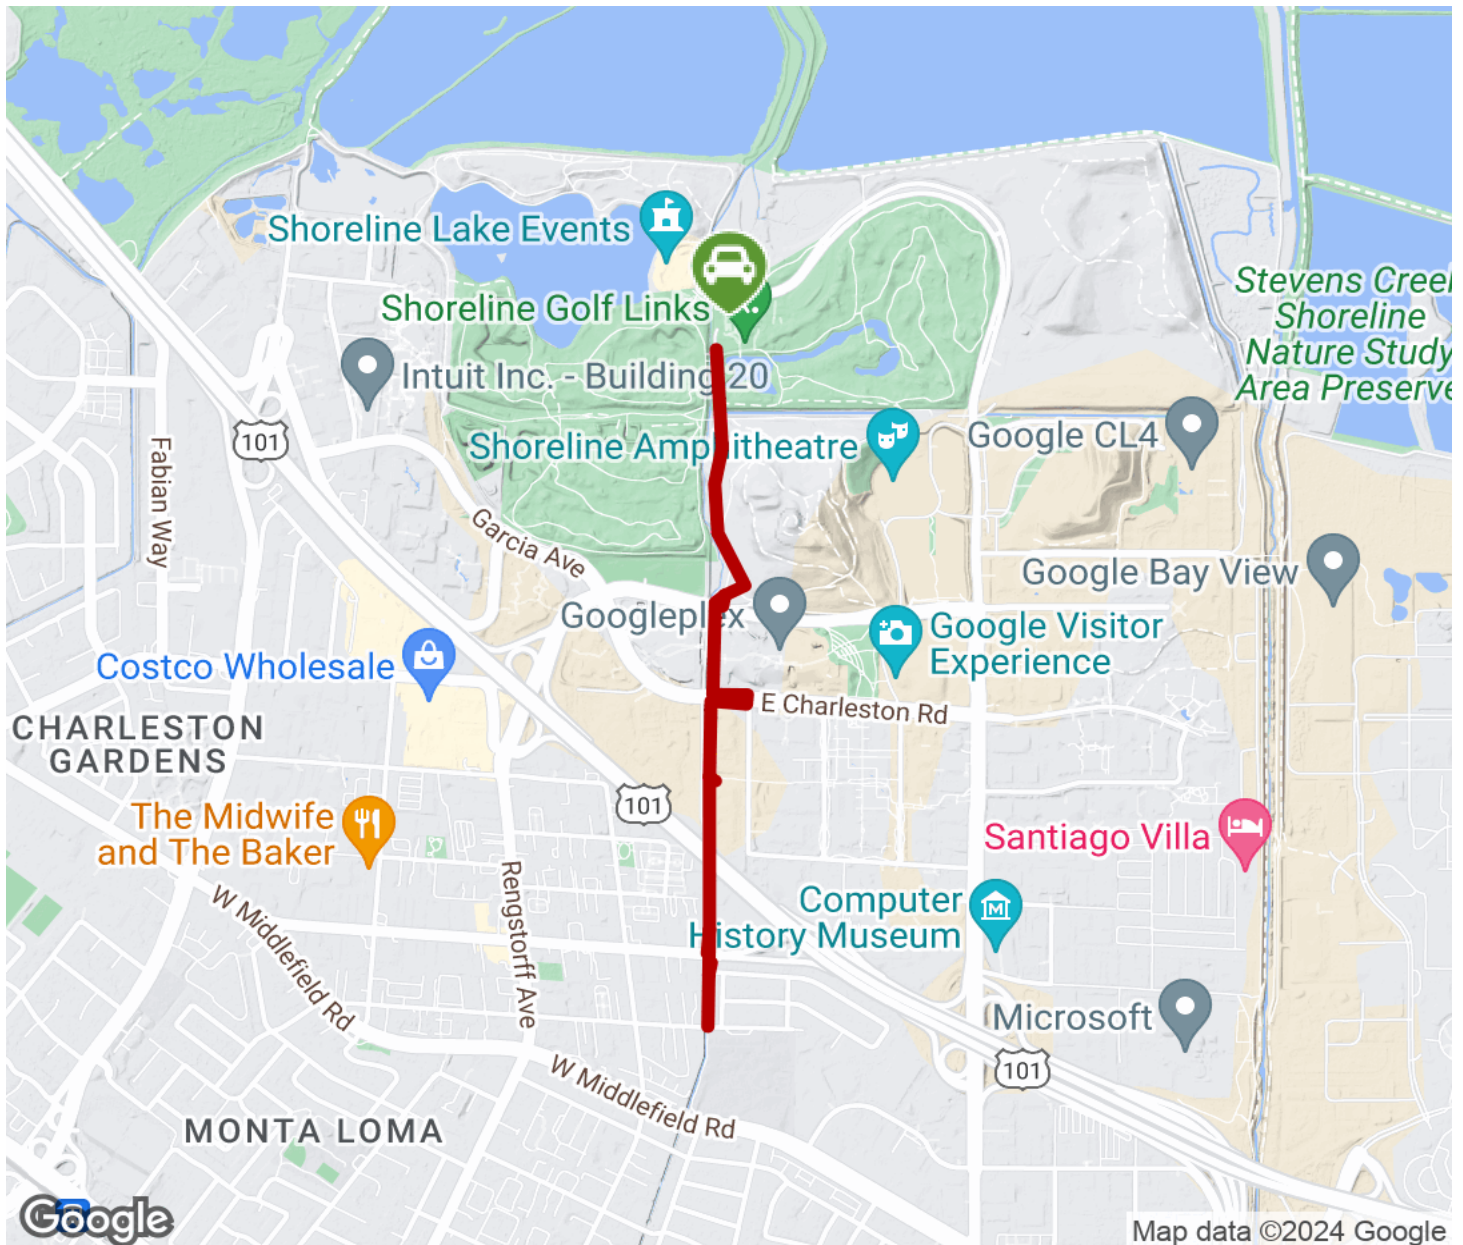 Shoreline Lake Events
Shoreline Golf Links
Stevens Creek
Shoreline
Nature Study
Area Preserve
Intuit Inc. - Building 20
101
Fabian Way
Shoreline Amphitheatre
Google CL4
Garcia Ave
Google Bay View
Googleplex
Google Visitor
Experience
Costco Wholesale
E Charleston Rd
CHARLESTON
GARDENS
101
The Midwife
and The Baker
Santiago Villa
Rengstorff Ave
W Middlefield Rd
Computer
History Museum
M
Microsoft
101
W Middlefield Rd
MONTA LOMA
Google
Map data ©2024 Google